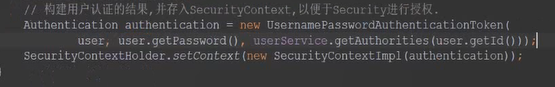 // 构建用户认证的结果,并存入SecurityContext,以便于Security进行授权.
Authentication authentication = new UsernamePasswordAuthenticationToken(
user, user.getPassword(), userService.getAuthorities(user.getId()));
SecurityContextHolder.setContext(new SecurityContextImpl(authentication));